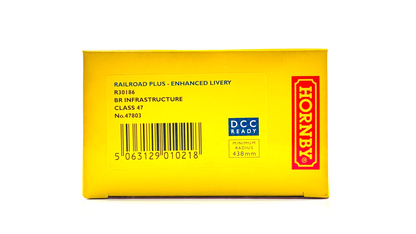 RAILROAD PLUS - ENHANCED LIVERY
R30186
BR INFRASTRUCTURE
CLASS 47
No.47803
5 063129 010218
DCC
READY
MINIMUM
RADIUS
438mm
HORNBY